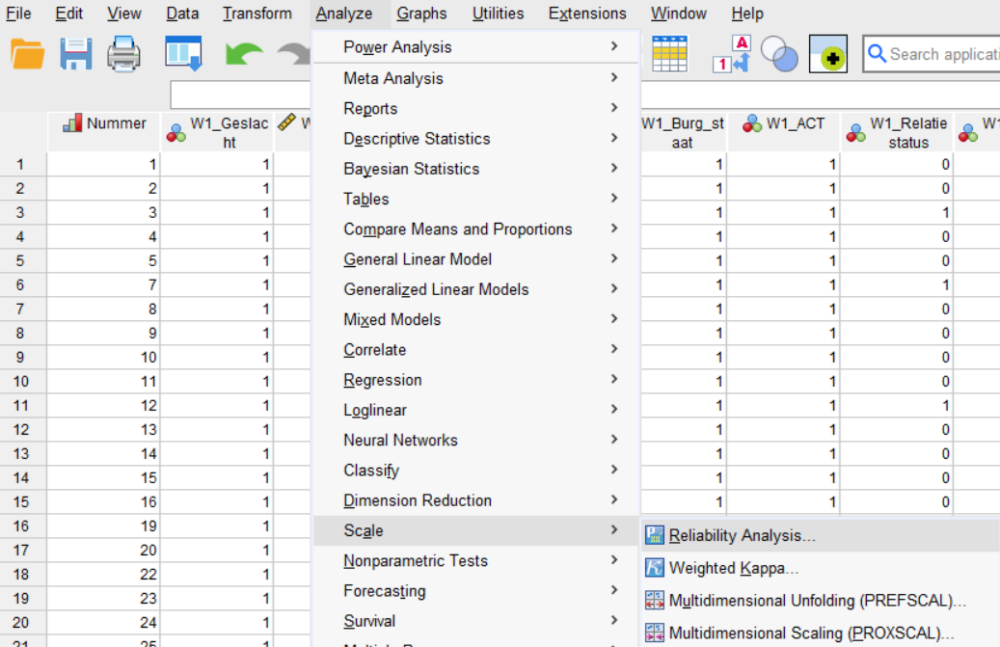 File Edit View Data Transform Analyze Graphs Utilities Extensions Window Help
A
1
Search applicati
Nummer W1_Geslac W W1_Burg_st W1_ACT W1_Relatie W1
ht aat status
Power Analysis
Meta Analysis
Reports
Descriptive Statistics
Bayesian Statistics
Tables
Compare Means and Proportions
General Linear Model
Generalized Linear Models
Mixed Models
Correlate
Regression
Loglinear
Neural Networks
Classify
Dimension Reduction
Scale
Nonparametric Tests
Forecasting
Survival
Reliability Analysis...
Weighted Kappa...
Multidimensional Unfolding (PREFSCAL)...
Multidimensional Scaling (PROXSCAL)...
1 1 1 1 1 0
2 2 1 1 1 0
3 3 1 1 1 1
4 4 1 1 1 0
5 5 1 1 1 0
6 7 1 1 1 1
7 8 1 1 1 0
8 9 1 1 1 0
9 10 1 1 1 0
10 11 1 1 1 0
11 12 1 1 1 1
12 13 1 1 1 0
13 14 1 1 1 0
14 15 1 1 1 0
15 16 1 1 1 0
16 19 1
17 20 1
18 22 1
19 23 1
20 24 1
21 25 1